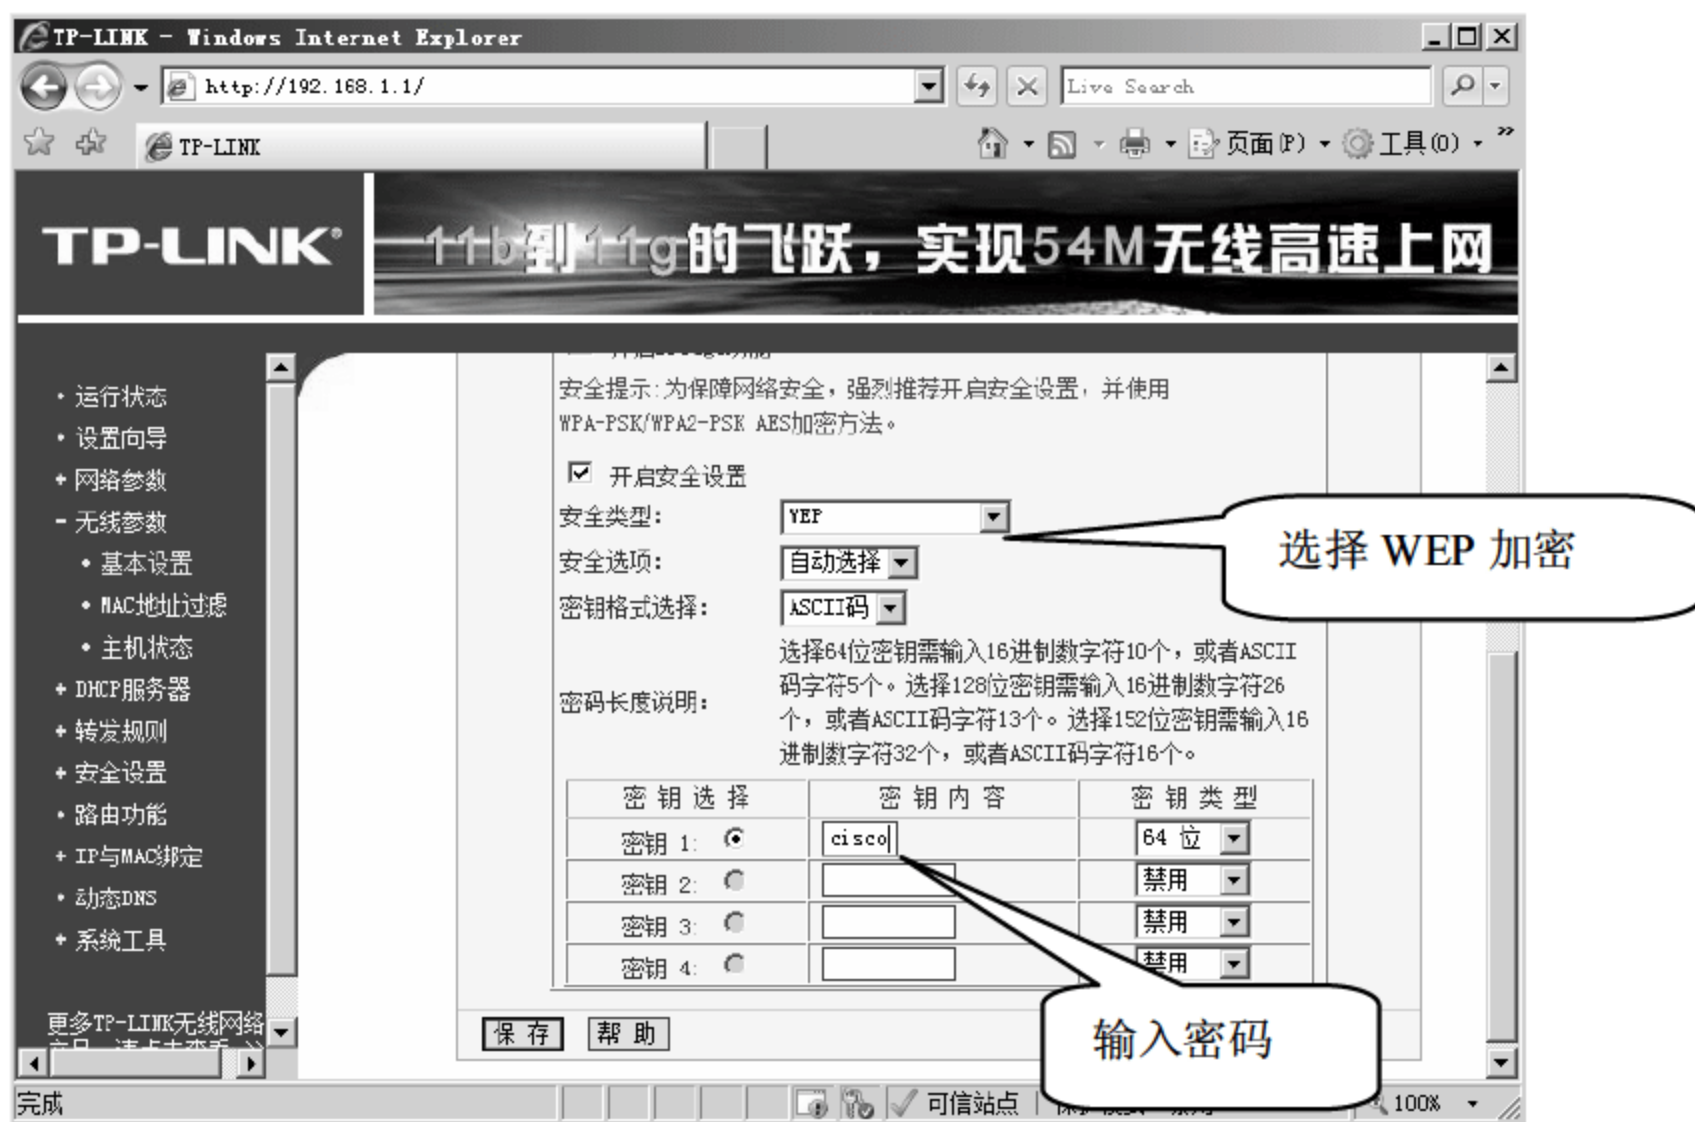 TP-LINK - Windows Internet Explorer
http://192.168.1.1/
Live Search
TP-LINK
页面(P)
工具(O)
TP-LINK®
11b到11g的飞跃，实现54M无线高速上网
· 运行状态
· 设置向导
+ 网络参数
- 无线参数
• 基本设置
• MAC地址过滤
• 主机状态
+ DHCP服务器
+ 转发规则
+ 安全设置
· 路由功能
+ IP与MAC绑定
· 动态DNS
+ 系统工具
更多TP-LINK无线网络
安全提示:为保障网络安全，强烈推荐开启安全设置，并使用
WPA-PSK/WPA2-PSK AES加密方法。
开启安全设置
安全类型： WEP
安全选项： 自动选择
密钥格式选择： ASCII码
密码长度说明：
选择64位密钥需输入16进制数字符10个，或者ASCII
码字符5个。选择128位密钥需输入16进制数字符26
个，或者ASCII码字符13个。选择152位密钥需输入16
进制数字符32个，或者ASCII码字符16个。
密 钥 选 择 密 钥 内 容 密 钥 类 型
密钥 1: cisco 64 位
密钥 2: 禁用
密钥 3: 禁用
密钥 4: 禁用
保 存 帮 助
选择 WEP 加密
输入密码
完成
可信站点
100%